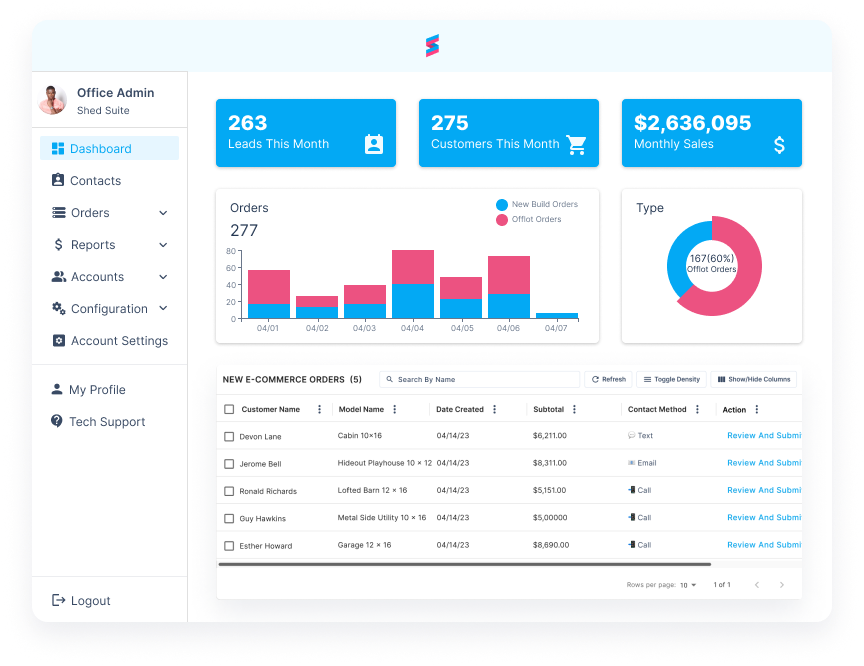 Office Admin
Shed Suite
Dashboard
Contacts
Orders
Reports
Accounts
Configuration
Account Settings
My Profile
Tech Support
Logout
263
Leads This Month
275
Customers This Month
$2,636,095
Monthly Sales
Orders
277
New Build Orders
Offlot Orders
80
60
40
20
0
04/01 04/02 04/03 04/04 04/05 04/06 04/07
Type
167(60%)
Offlot Orders
NEW E-COMMERCE ORDERS (5) Search By Name Refresh Toggle Density Show/Hide Columns
Customer Name Model Name Date Created Subtotal Contact Method Action
Devon Lane Cabin 10×16 04/14/23 $6,211.00 Text Review And Submi
Jerome Bell Hideout Playhouse 10 × 12 04/14/23 $8,311.00 Email Review And Submi
Ronald Richards Lofted Barn 12 × 16 04/14/23 $5,151.00 Call Review And Submi
Guy Hawkins Metal Side Utility 10 × 16 04/14/23 $5,00000 Call Review And Submi
Esther Howard Garage 12 × 16 04/14/23 $8,690.00 Call Review And Submi
Rows per page: 10 1 of 1